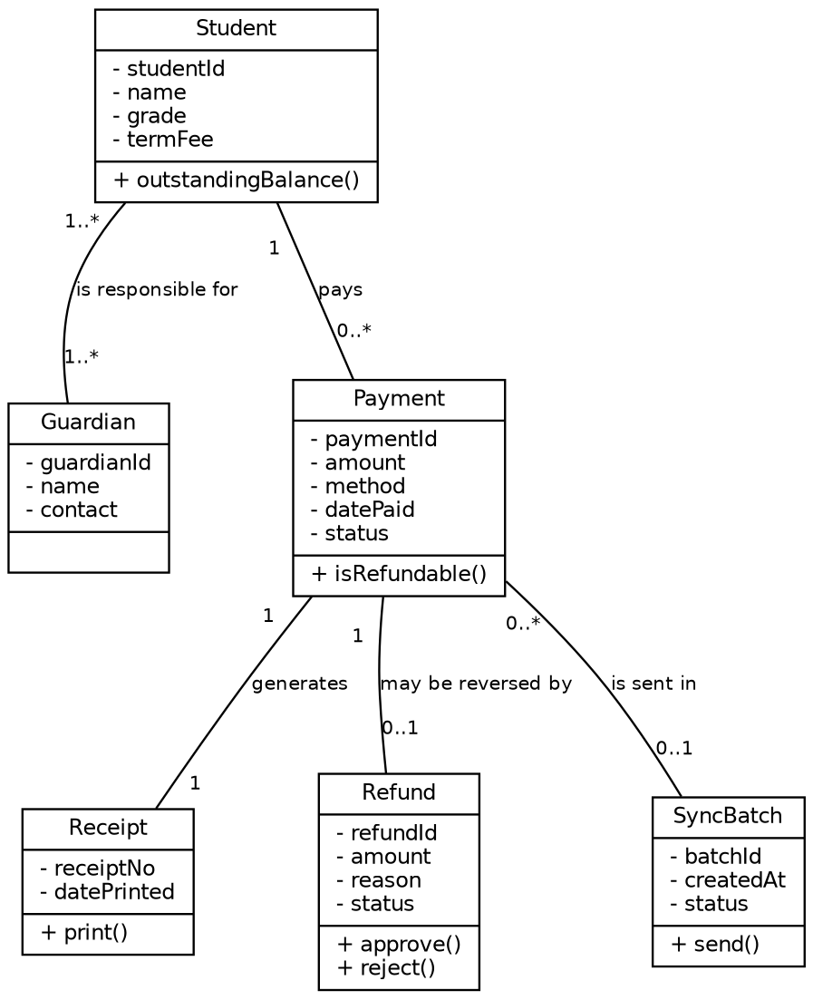 Student
- studentId
- name
- grade
- termFee
+ outstandingBalance()
1..*
1
is responsible for
pays
1..*
0..*
Guardian
- guardianId
- name
- contact
Payment
- paymentId
- amount
- method
- datePaid
- status
+ isRefundable()
1
1
0..*
generates
may be reversed by
is sent in
1
0..1
0..1
Receipt
- receiptNo
- datePrinted
+ print()
Refund
- refundId
- amount
- reason
- status
+ approve()
+ reject()
SyncBatch
- batchId
- createdAt
- status
+ send()